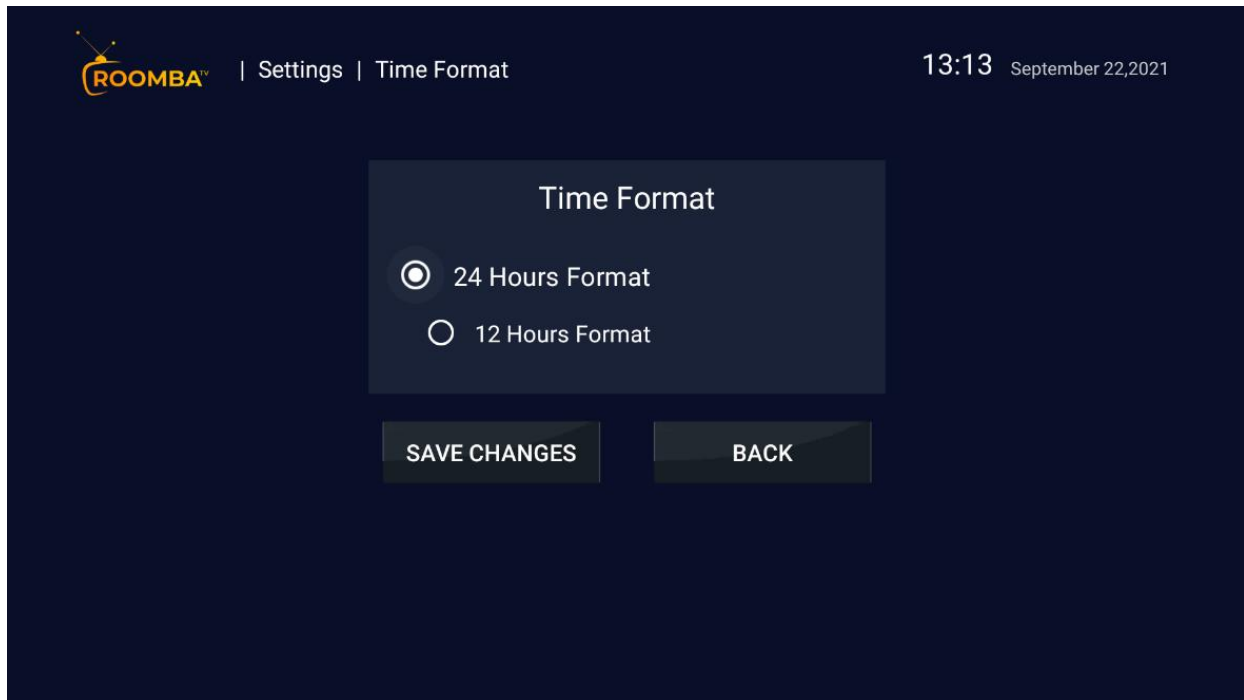 ROOMBA TV | Settings | Time Format 13:13 September 22,2021
Time Format
24 Hours Format
12 Hours Format
SAVE CHANGES BACK